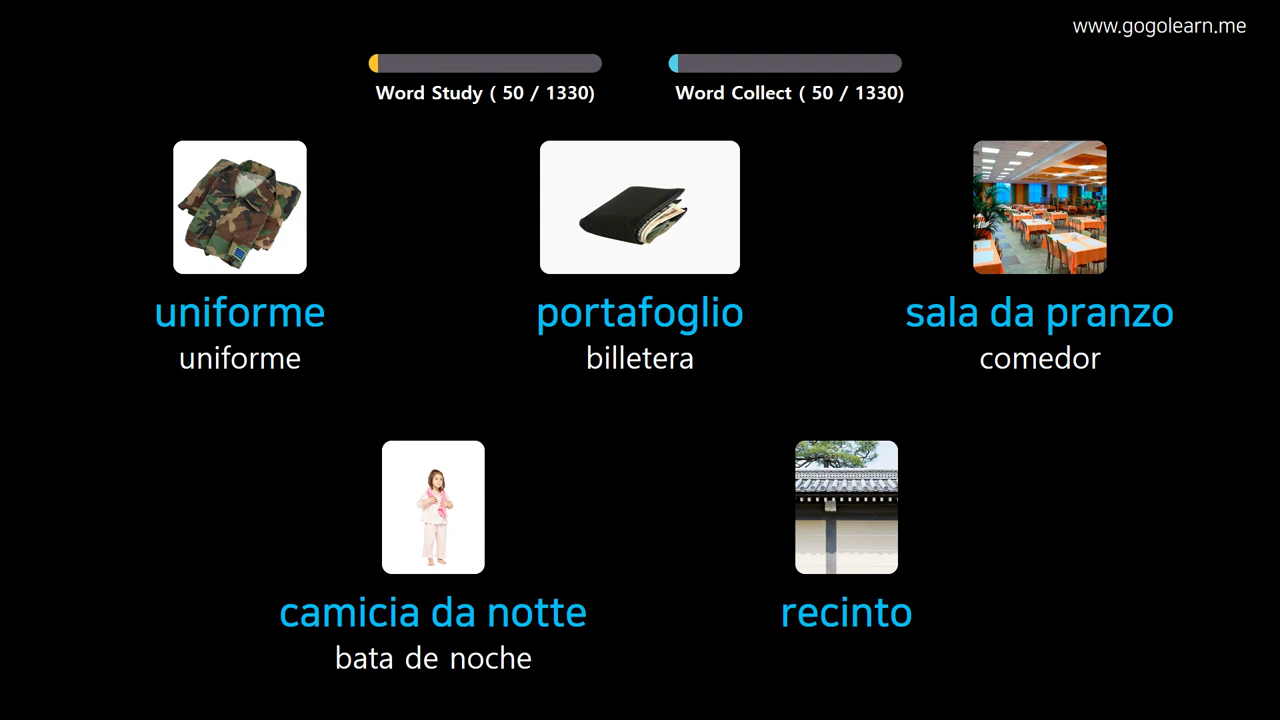 www.gogolearn.me
Word Study ( 50 / 1330)
Word Collect ( 50 / 1330)
uniforme
uniforme
portafoglio
billetera
sala da pranzo
comedor
camicia da notte
bata de noche
recinto